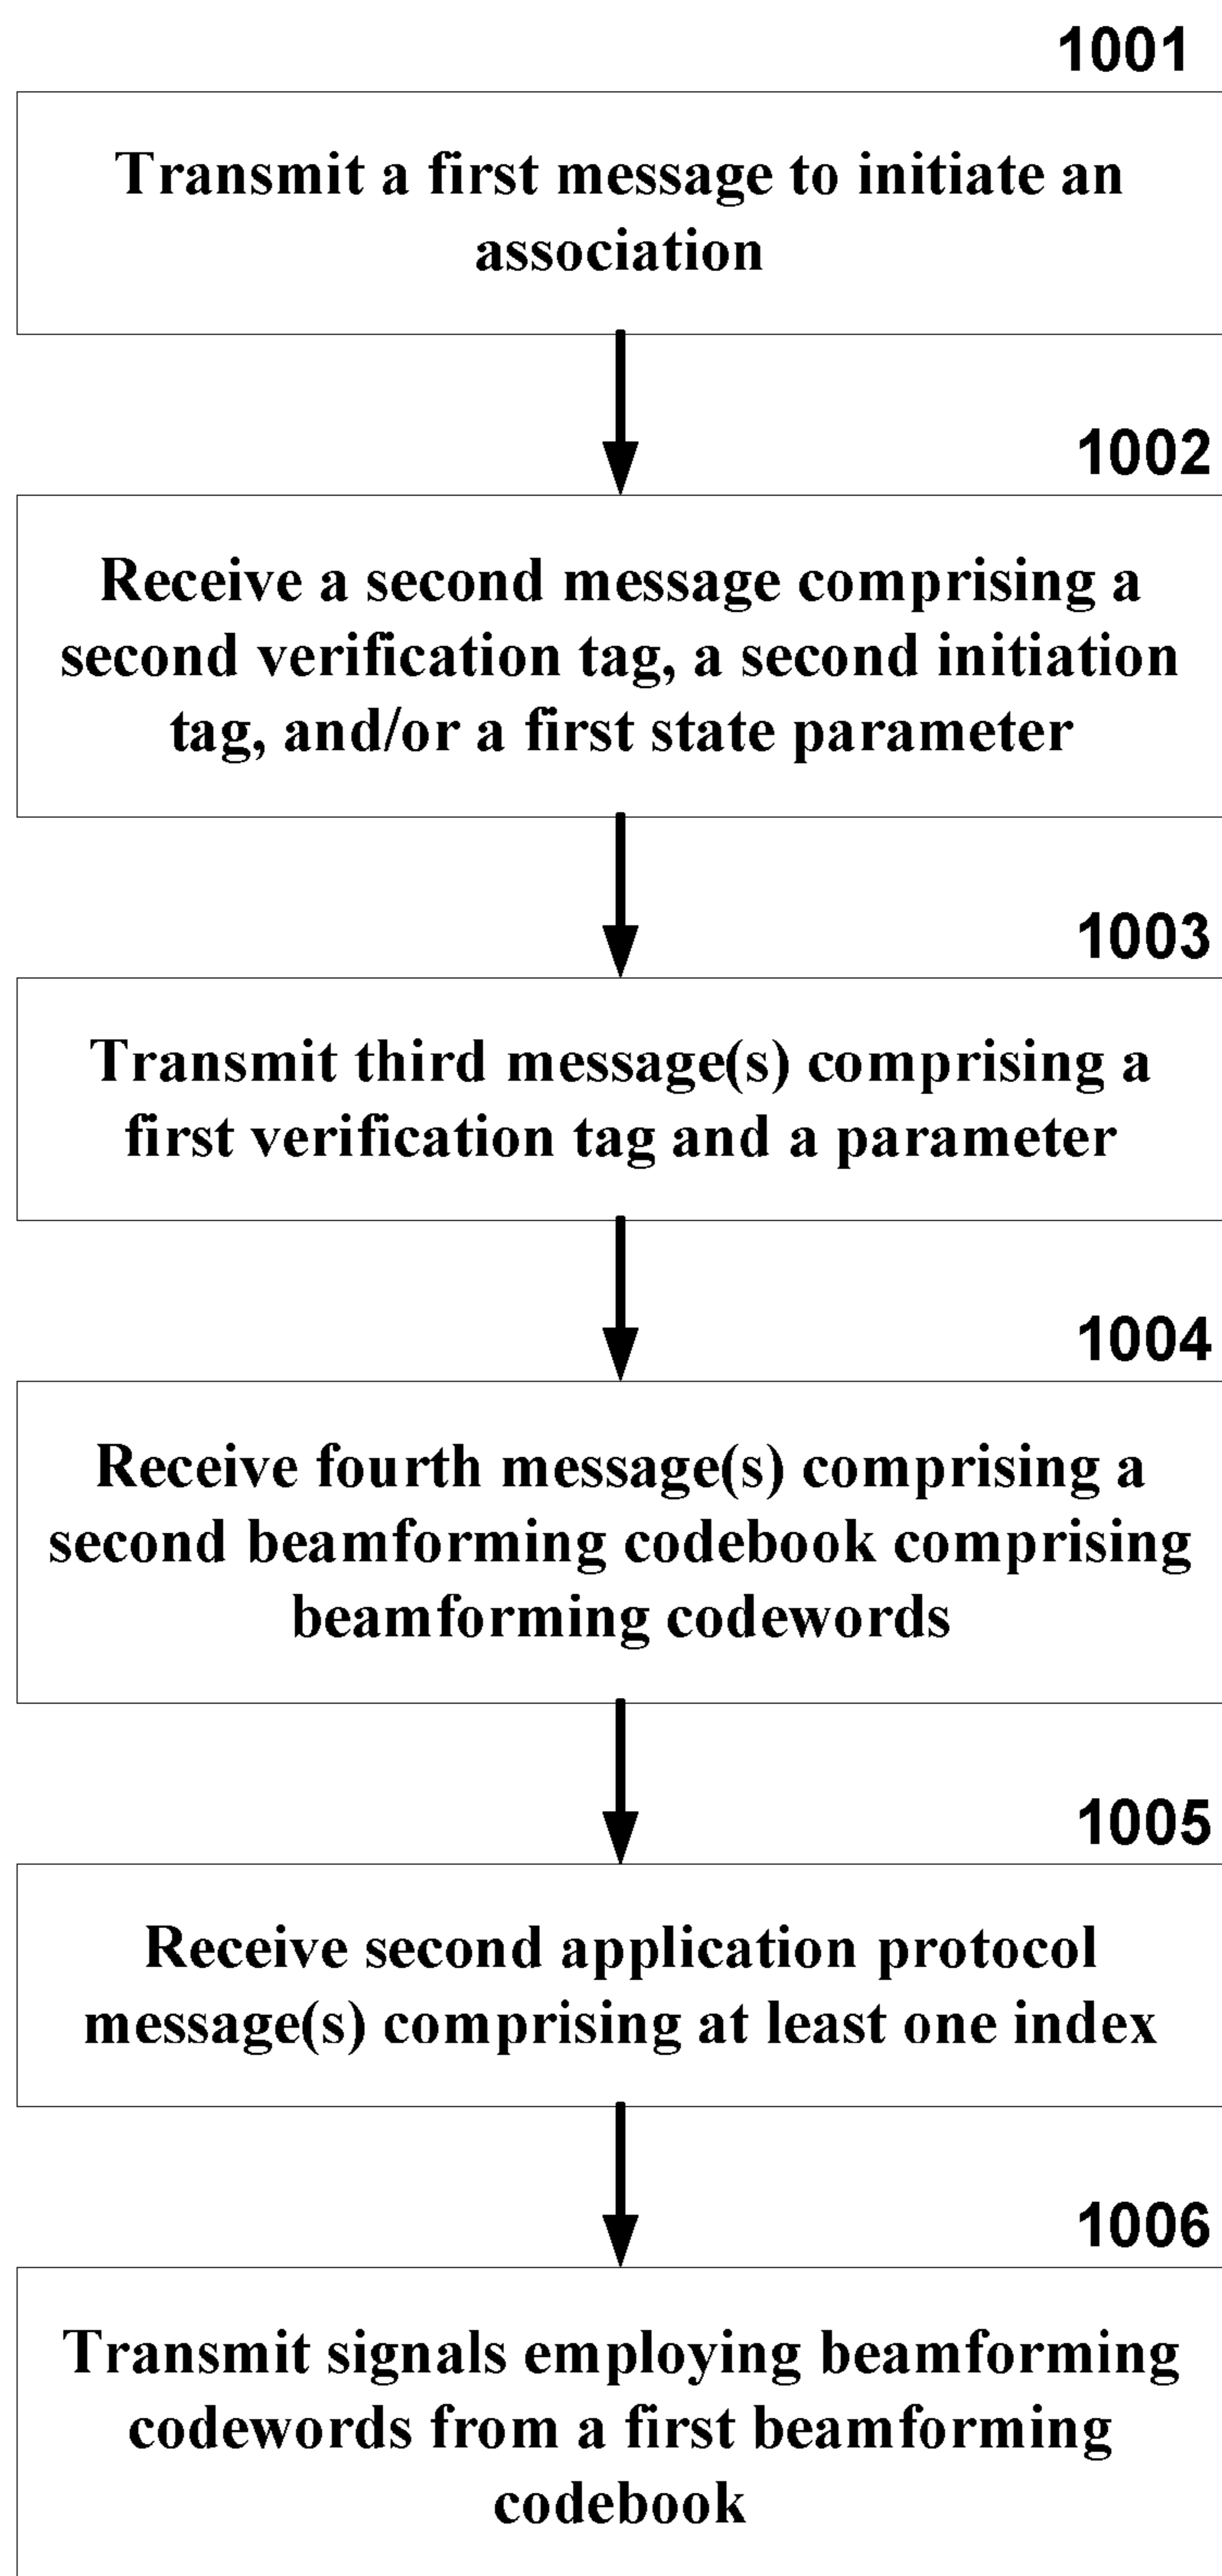 1001
Transmit a first message to initiate an
association
1002
Receive a second message comprising a
second verification tag, a second initiation
tag, and/or a first state parameter
1003
Transmit third message(s) comprising a
first verification tag and a parameter
1004
Receive fourth message(s) comprising a
second beamforming codebook comprising
beamforming codewords
1005
Receive second application protocol
message(s) comprising at least one index
1006
Transmit signals employing beamforming
codewords from a first beamforming
codebook